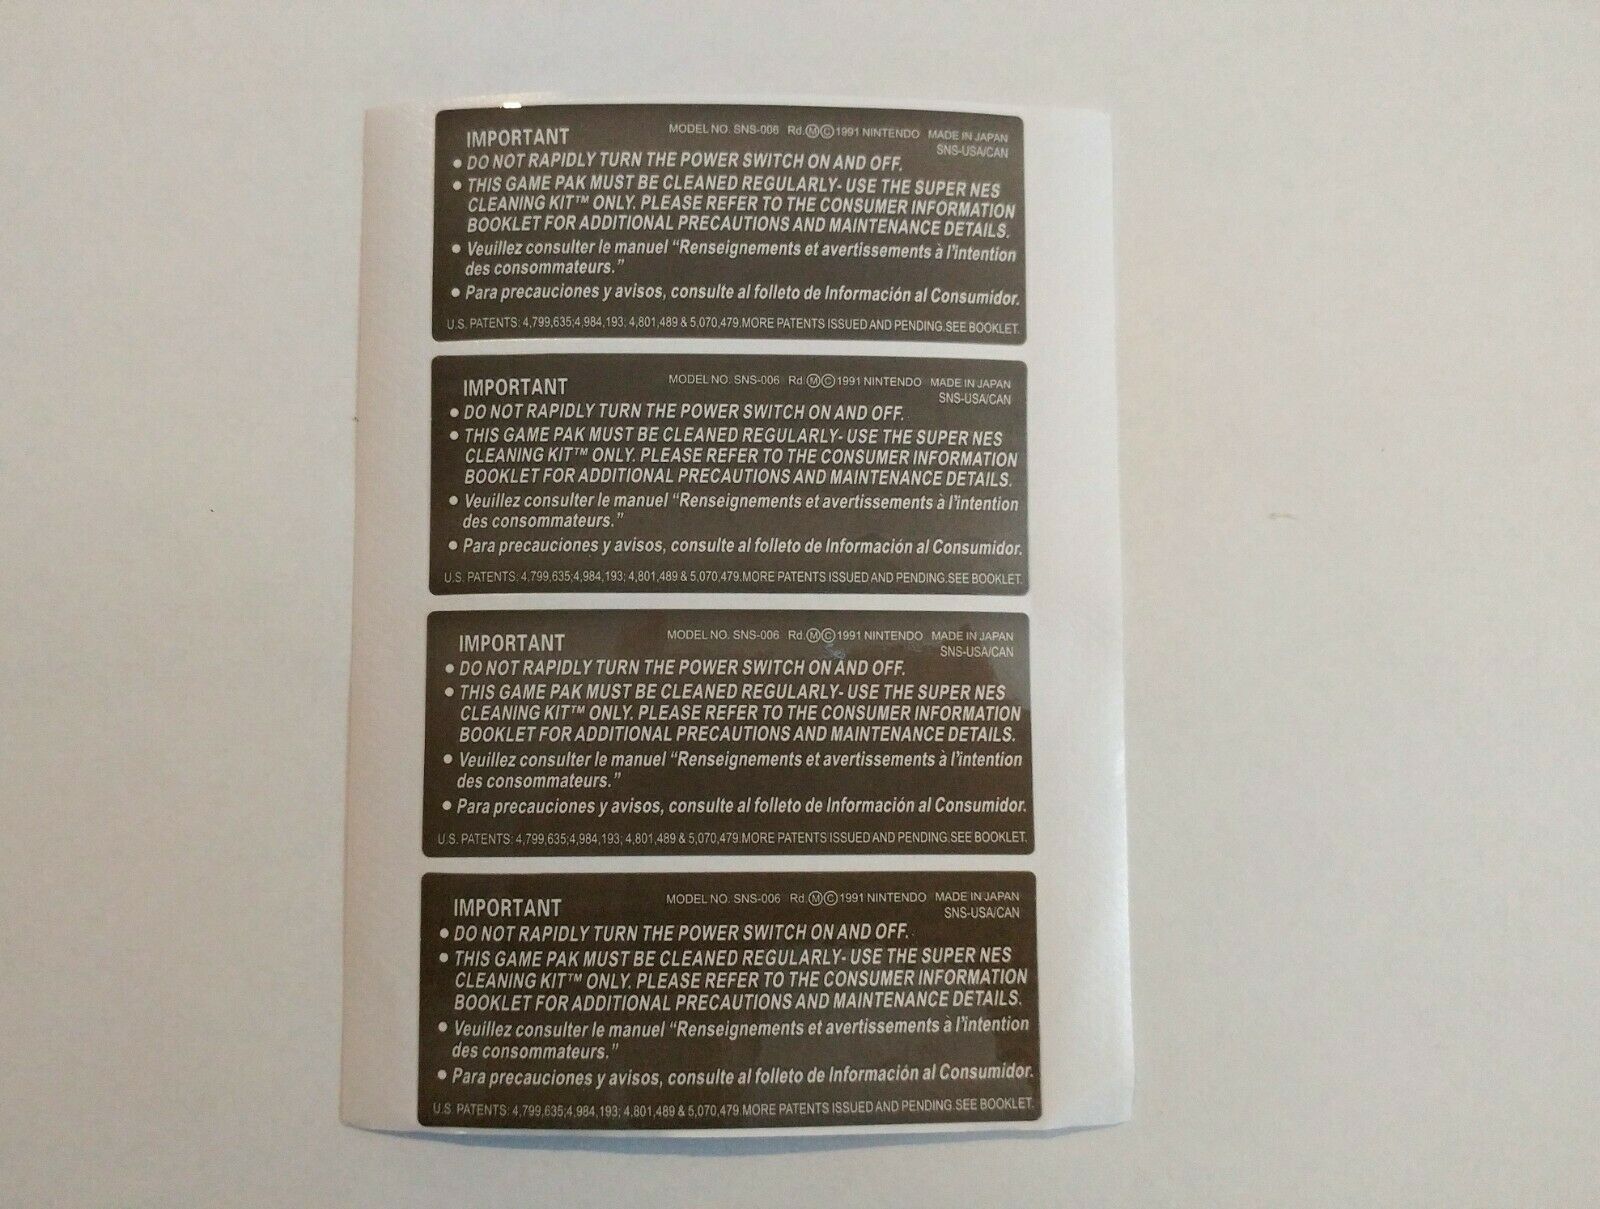 IMPORTANT
MODEL NO. SNS-006 Rd.ⓂⒸ1991 NINTENDO MADE IN JAPAN
SNS-USA/CAN
• DO NOT RAPIDLY TURN THE POWER SWITCH ON AND OFF.
• THIS GAME PAK MUST BE CLEANED REGULARLY- USE THE SUPER NES
CLEANING KIT™ ONLY. PLEASE REFER TO THE CONSUMER INFORMATION
BOOKLET FOR ADDITIONAL PRECAUTIONS AND MAINTENANCE DETAILS.
• Veuillez consulter le manuel “Renseignements et avertissements à l'intention
des consommateurs.”
• Para precauciones y avisos, consulte al folleto de Información al Consumidor.
U.S. PATENTS: 4,799,635;4,984,193; 4,801,489 & 5,070,479.MORE PATENTS ISSUED AND PENDING.SEE BOOKLET.
IMPORTANT
MODEL NO. SNS-006 Rd.ⓂⒸ1991 NINTENDO MADE IN JAPAN
SNS-USA/CAN
• DO NOT RAPIDLY TURN THE POWER SWITCH ON AND OFF.
• THIS GAME PAK MUST BE CLEANED REGULARLY- USE THE SUPER NES
CLEANING KIT™ ONLY. PLEASE REFER TO THE CONSUMER INFORMATION
BOOKLET FOR ADDITIONAL PRECAUTIONS AND MAINTENANCE DETAILS.
• Veuillez consulter le manuel “Renseignements et avertissements à l'intention
des consommateurs.”
• Para precauciones y avisos, consulte al folleto de Información al Consumidor.
U.S. PATENTS: 4,799,635;4,984,193; 4,801,489 & 5,070,479.MORE PATENTS ISSUED AND PENDING.SEE BOOKLET.
IMPORTANT
MODEL NO. SNS-006 Rd.ⓂⒸ1991 NINTENDO MADE IN JAPAN
SNS-USA/CAN
• DO NOT RAPIDLY TURN THE POWER SWITCH ON AND OFF.
• THIS GAME PAK MUST BE CLEANED REGULARLY- USE THE SUPER NES
CLEANING KIT™ ONLY. PLEASE REFER TO THE CONSUMER INFORMATION
BOOKLET FOR ADDITIONAL PRECAUTIONS AND MAINTENANCE DETAILS.
• Veuillez consulter le manuel “Renseignements et avertissements à l'intention
des consommateurs.”
• Para precauciones y avisos, consulte al folleto de Información al Consumidor.
U.S. PATENTS: 4,799,635;4,984,193; 4,801,489 & 5,070,479.MORE PATENTS ISSUED AND PENDING.SEE BOOKLET.
IMPORTANT
MODEL NO. SNS-006 Rd.ⓂⒸ1991 NINTENDO MADE IN JAPAN
SNS-USA/CAN
• DO NOT RAPIDLY TURN THE POWER SWITCH ON AND OFF.
• THIS GAME PAK MUST BE CLEANED REGULARLY- USE THE SUPER NES
CLEANING KIT™ ONLY. PLEASE REFER TO THE CONSUMER INFORMATION
BOOKLET FOR ADDITIONAL PRECAUTIONS AND MAINTENANCE DETAILS.
• Veuillez consulter le manuel “Renseignements et avertissements à l'intention
des consommateurs.”
• Para precauciones y avisos, consulte al folleto de Información al Consumidor.
U.S. PATENTS: 4,799,635;4,984,193; 4,801,489 & 5,070,479.MORE PATENTS ISSUED AND PENDING.SEE BOOKLET.